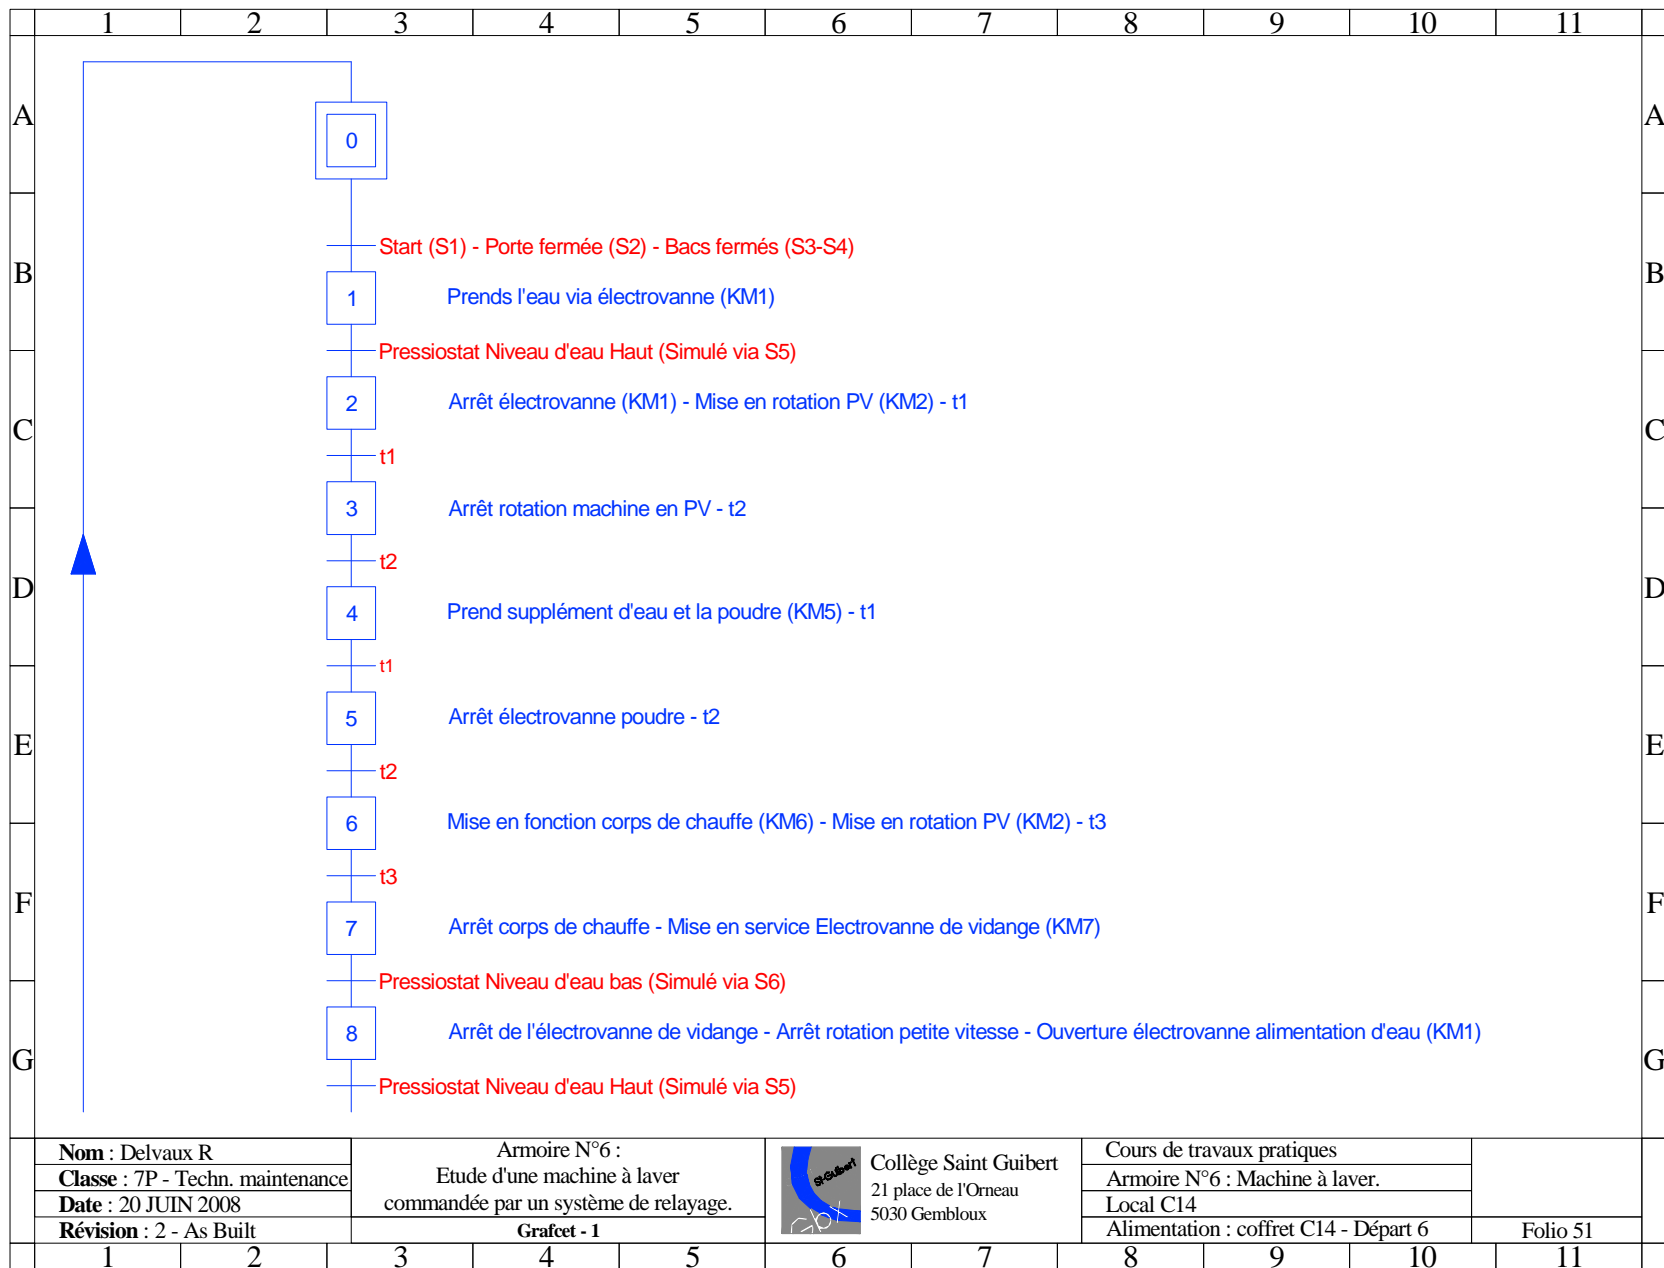 1 2 3 4 5 6 7 8 9 10 11
A A
0
Start (S1) - Porte fermée (S2) - Bacs fermés (S3-S4)
B B
1 Prends l'eau via électrovanne (KM1)
Pressiostat Niveau d'eau Haut (Simulé via S5)
2 Arrêt électrovanne (KM1) - Mise en rotation PV (KM2) - t1
C C
t1
3 Arrêt rotation machine en PV - t2
t2
D D
4 Prend supplément d'eau et la poudre (KM5) - t1
t1
5 Arrêt électrovanne poudre - t2
E E
t2
6 Mise en fonction corps de chauffe (KM6) - Mise en rotation PV (KM2) - t3
t3
F F
7 Arrêt corps de chauffe - Mise en service Electrovanne de vidange (KM7)
Pressiostat Niveau d'eau bas (Simulé via S6)
8 Arrêt de l'électrovanne de vidange - Arrêt rotation petite vitesse - Ouverture électrovanne alimentation d'eau (KM1)
G G
Pressiostat Niveau d'eau Haut (Simulé via S5)
Nom : Delvaux R
Classe : 7P - Techn. maintenance
Date : 20 JUIN 2008
Révision : 2 - As Built
Armoire N°6 :
Etude d'une machine à laver
commandée par un système de relayage.
Grafcet - 1
St-Guibert
Collège Saint Guibert
21 place de l'Orneau
5030 Gembloux
Cours de travaux pratiques
Armoire N°6 : Machine à laver.
Local C14
Alimentation : coffret C14 - Départ 6
Folio 51
1 2 3 4 5 6 7 8 9 10 11